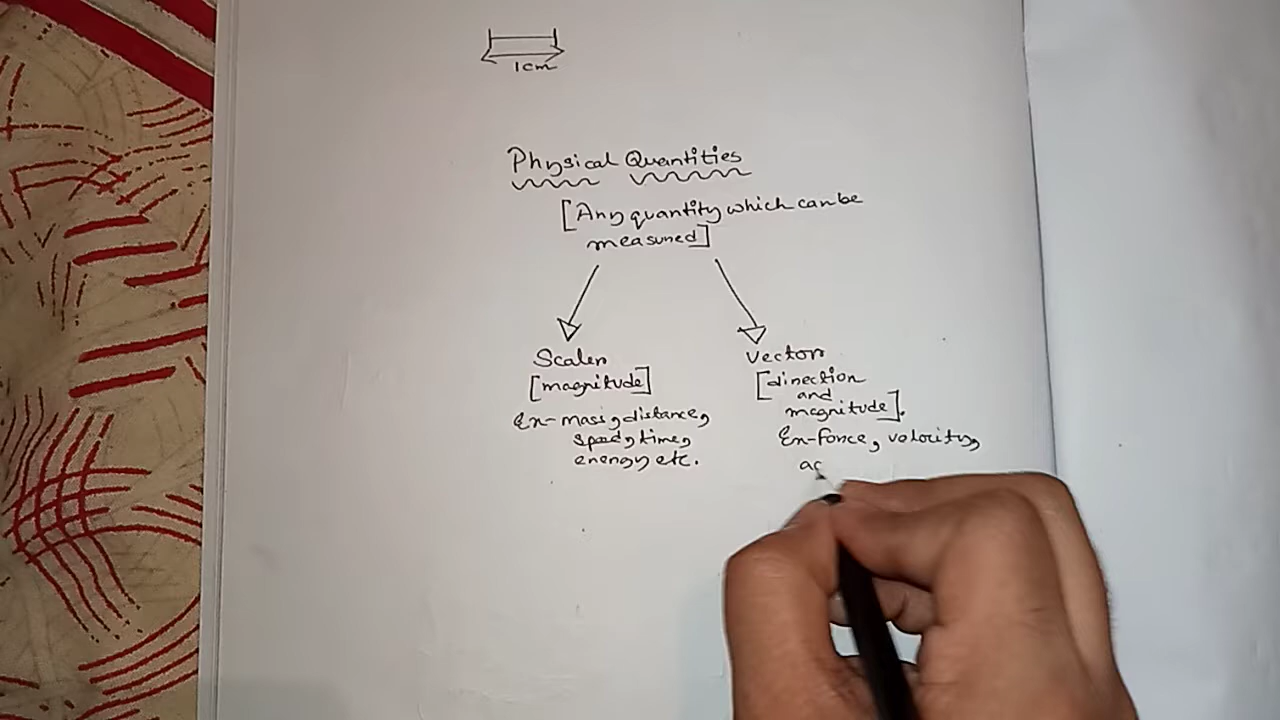 1cm
Physical Quantities
[Any quantity which can be
measured]
Scaler
[magnitude]
Ex- mass, distance,
speed, time,
energy etc.
Vector
[direction
and
magnitude].
Ex-Force, velocity,
ac